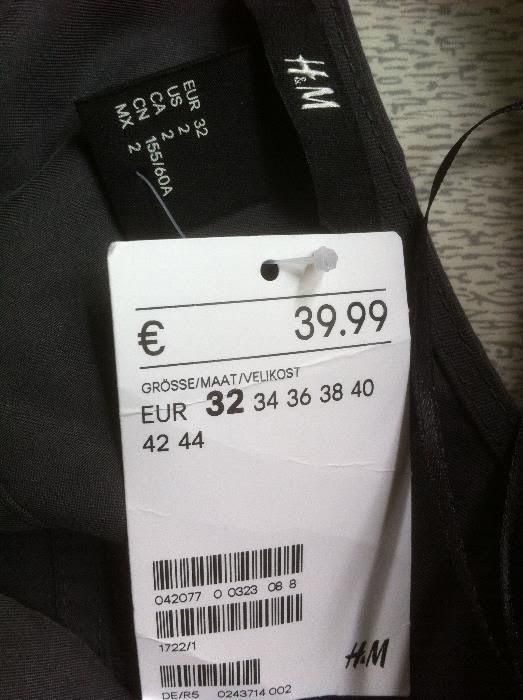 H&M
EUR 32
US 2
CA 2
CN 155/60A
MX 2
€ 39.99
GRÖSSE/MAAT/VELIKOST
EUR 32 34 36 38 40
42 44
042077 0 0323 08 8
1722/1
H&M
DE/RS 0243714 002